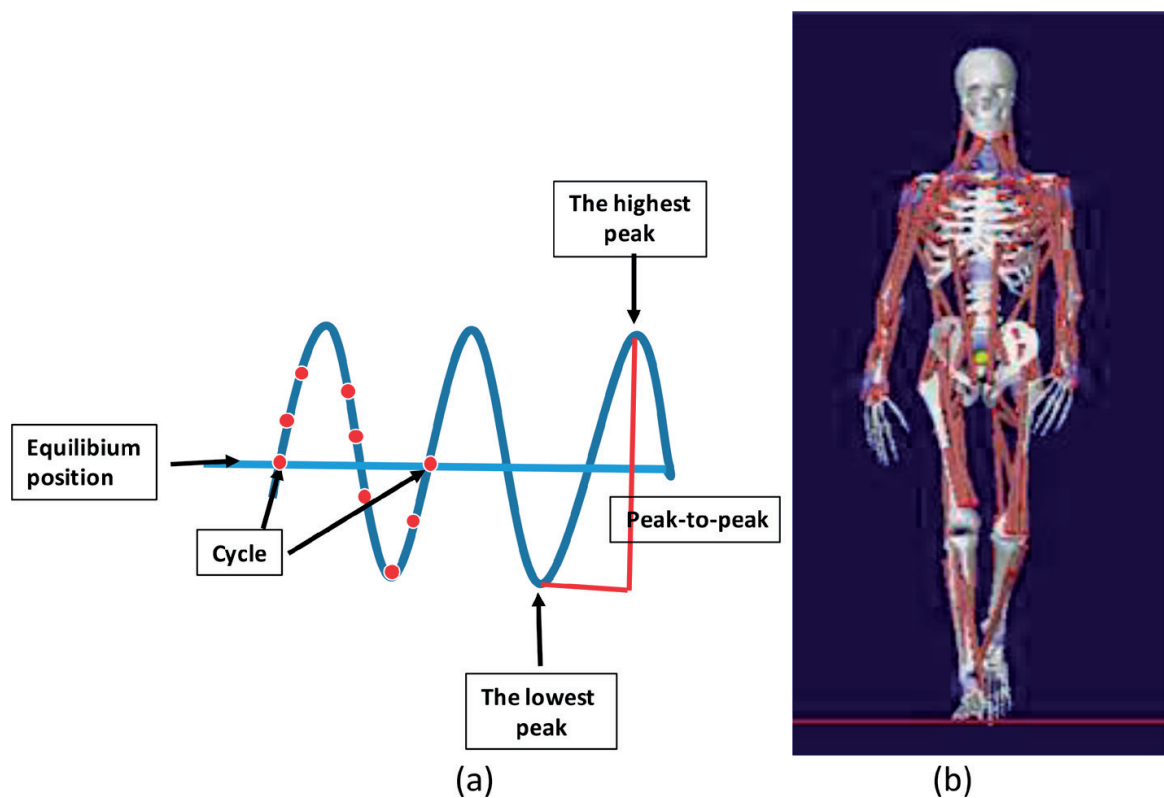 The highest
peak
Equilibium
position
Cycle
Peak-to-peak
The lowest
peak
(a)
(b)